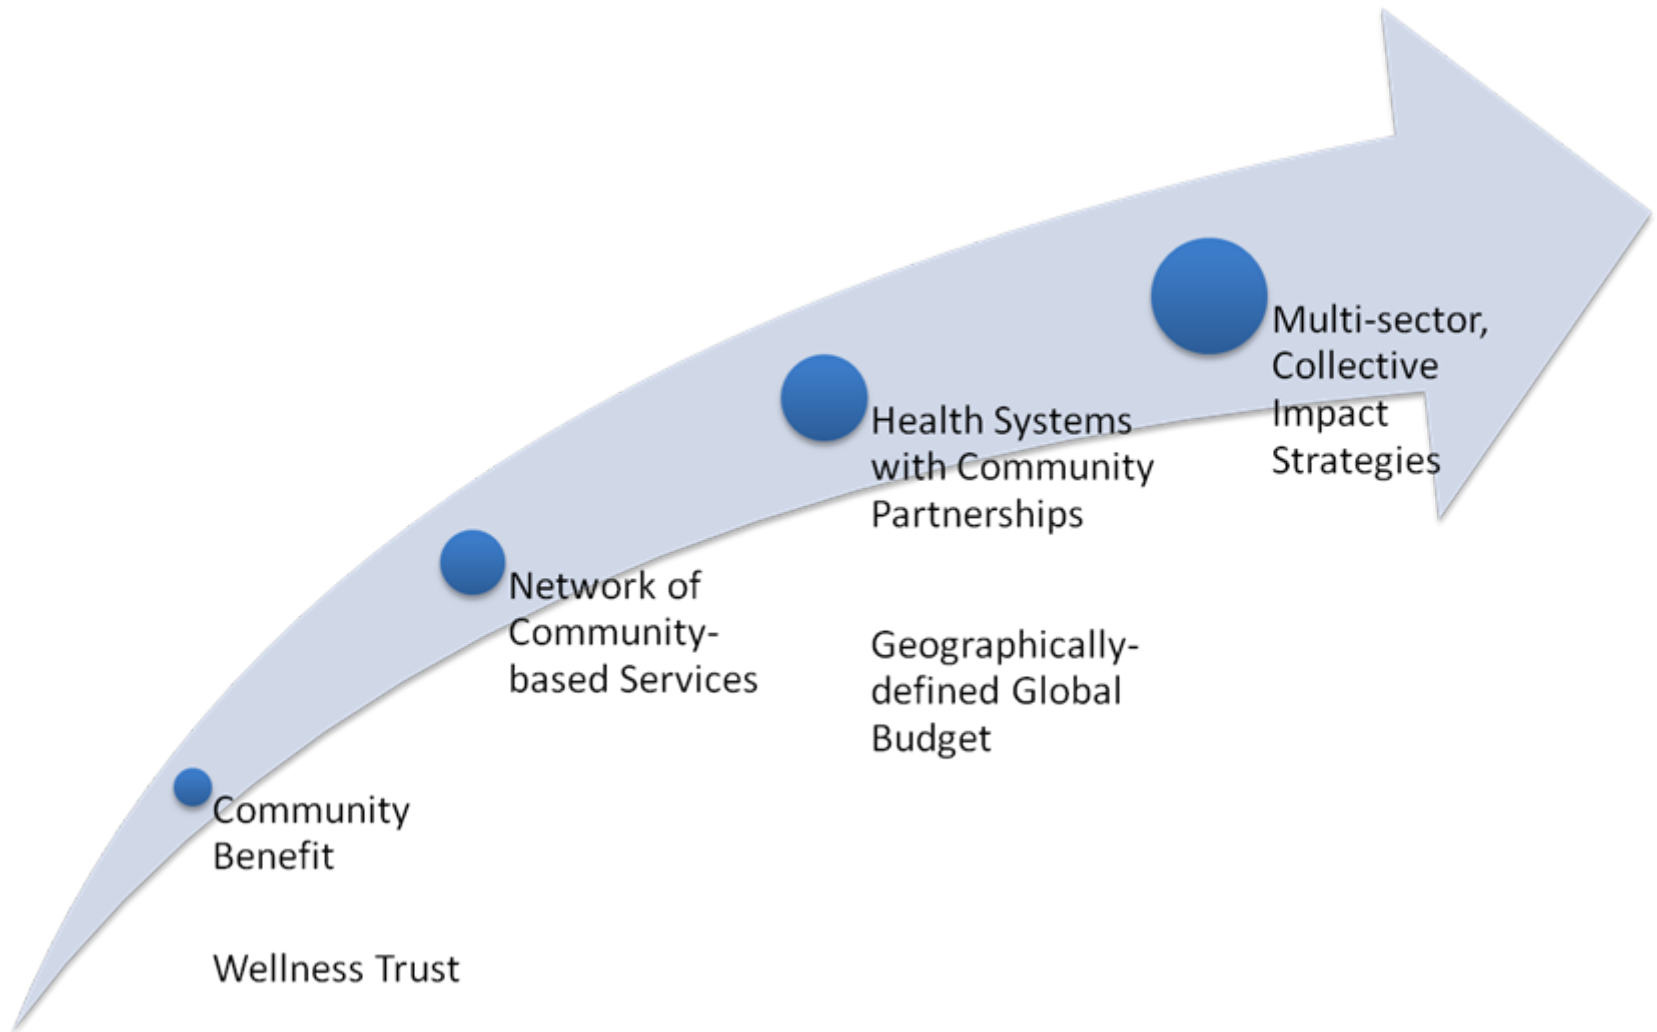 Community
Benefit
Wellness Trust
Network of
Community-
based Services
Health Systems
with Community
Partnerships
Geographically-
defined Global
Budget
Multi-sector,
Collective
Impact
Strategies